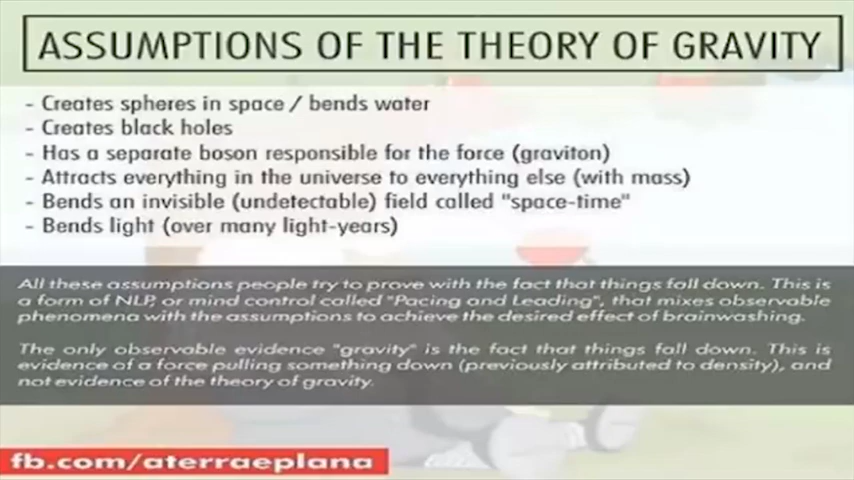 ASSUMPTIONS OF THE THEORY OF GRAVITY
- Creates spheres in space / bends water
- Creates black holes
- Has a separate boson responsible for the force (graviton)
- Attracts everything in the universe to everything else (with mass)
- Bends an invisible (undetectable) field called "space-time"
- Bends light (over many light-years)
All these assumptions people try to prove with the fact that things fall down. This is
a form of NLP, or mind control called "Pacing and Leading", that mixes observable
phenomena with the assumptions to achieve the desired effect of brainwashing.
The only observable evidence "gravity" is the fact that things fall down. This is
evidence of a force pulling something down (previously attributed to density), and
not evidence of the theory of gravity.
fb.com/aterraeplana